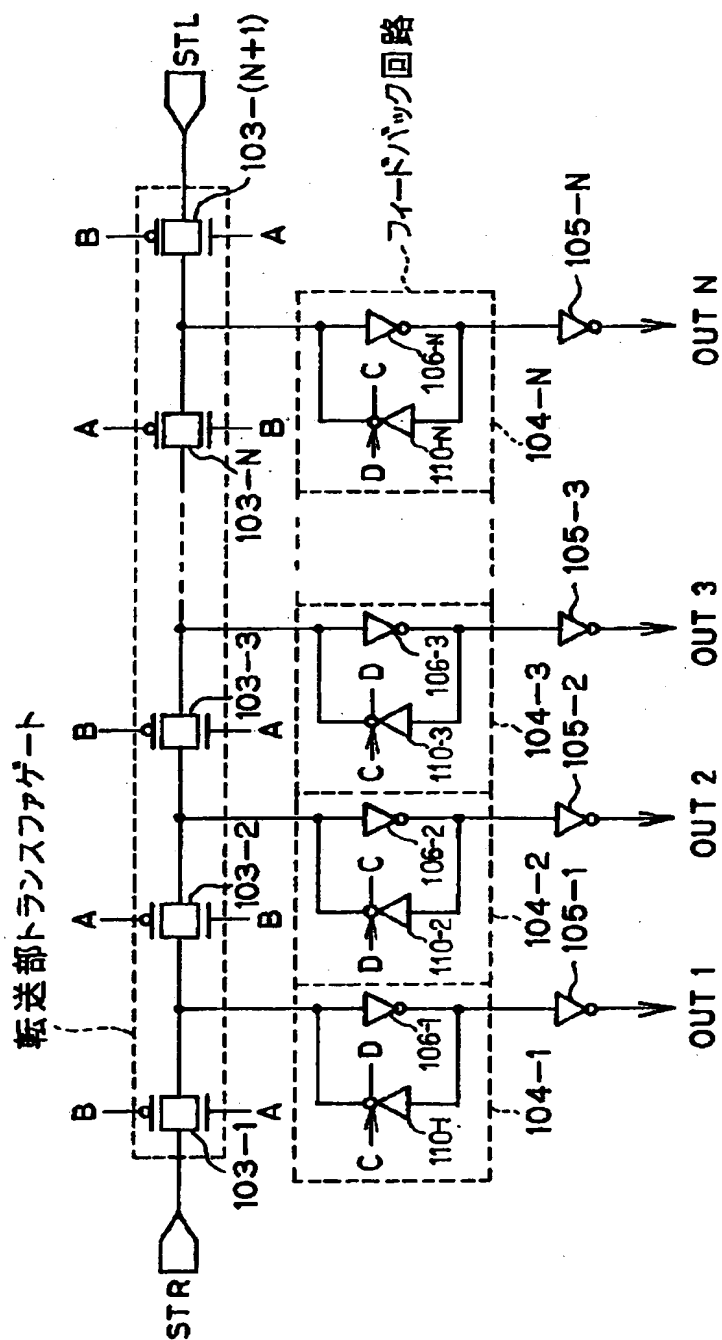 転送部トランスファゲート
B
A
B
A
B
STR
STL
103-1
103-2
103-3
103-N
103-(N+1)
A
B
A
B
A
C
D
D
C
C
D
D
C
110-1
106-1
110-2
106-2
110-3
106-3
110-N
106-N
フィードバック回路
104-1
104-2
104-3
104-N
105-1
105-2
105-3
105-N
OUT 1
OUT 2
OUT 3
OUT N